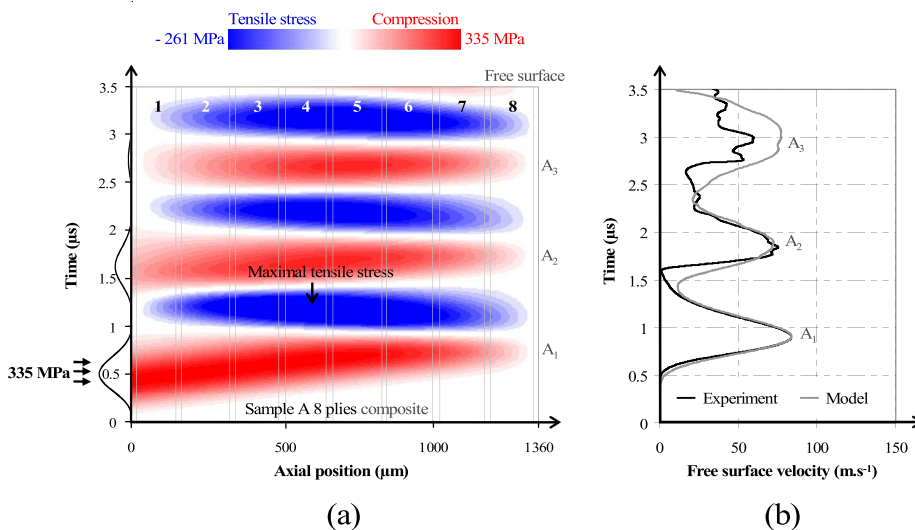 Tensile stress Compression
- 261 MPa 335 MPa
Free surface
3.5
3
2.5
2
1.5
1
0.5
0
Time (µs)
1 2 3 4 5 6 7 8
A3
A2
A1
Maximal tensile stress
335 MPa
Sample A 8 plies composite
0 500 1000 1360
Axial position (µm)
(a)
3.5
3
2.5
2
1.5
1
0.5
0
Time (µs)
A3
A2
A1
Experiment Model
0 50 100 150
Free surface velocity (m.s⁻¹)
(b)